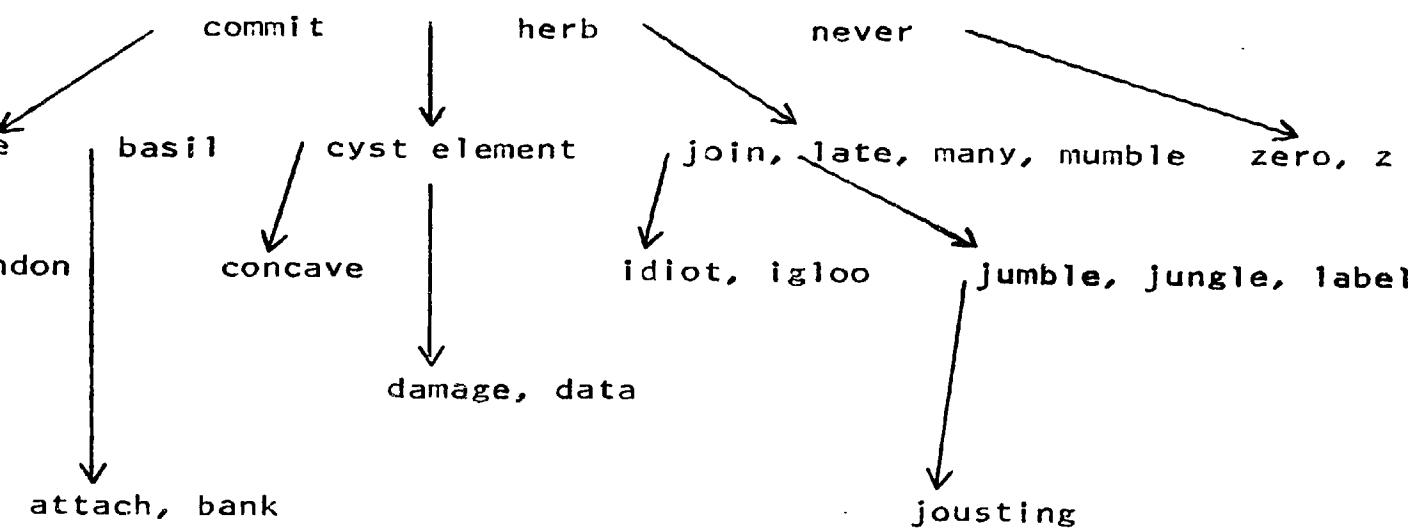 commit herb never
basil cyst element join, late, many, mumble zero, z
concave idiot, igloo jumble, jungle, label
damage, data
attach, bank jousting